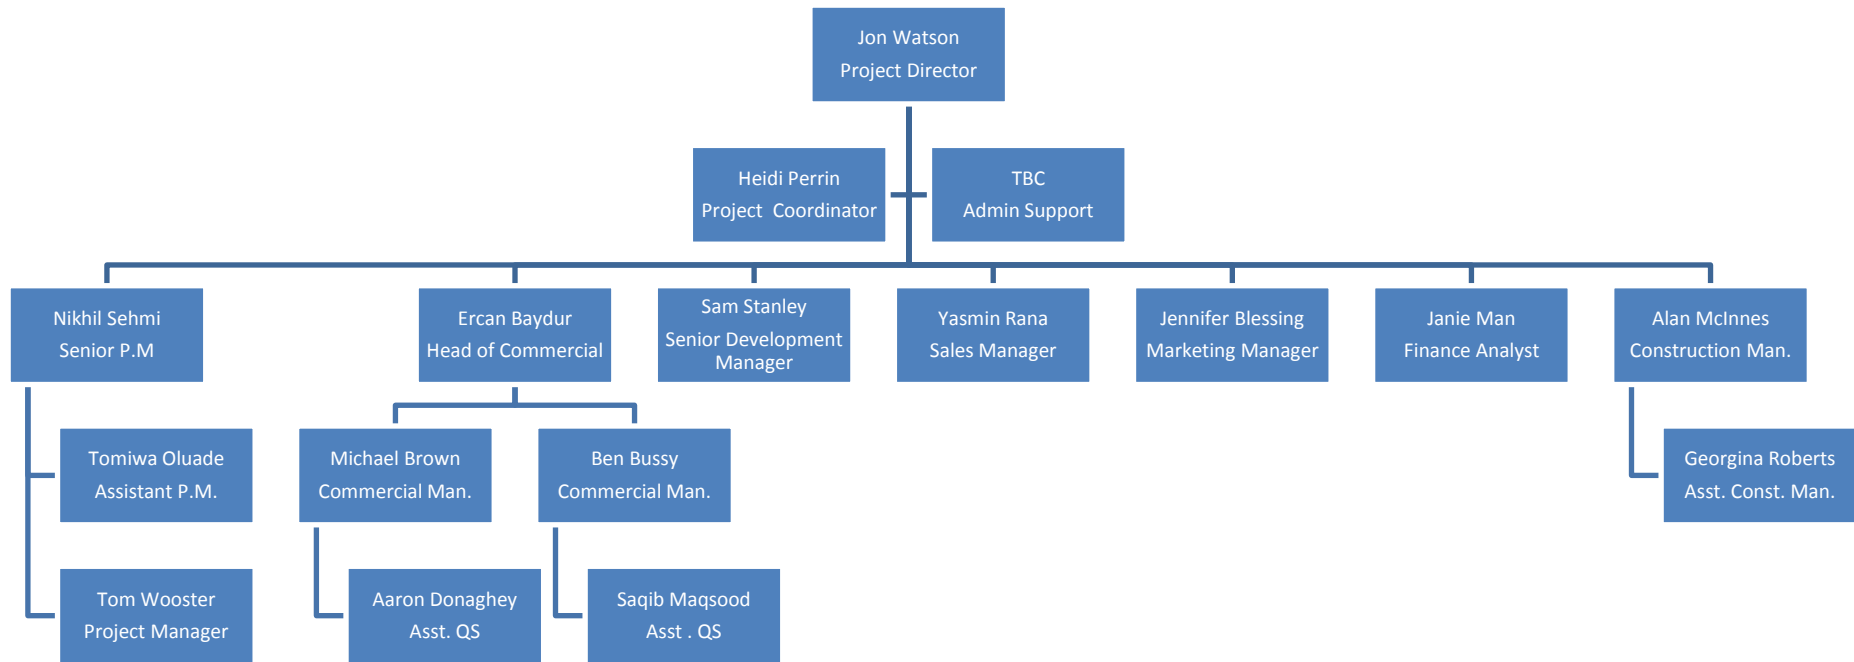 Jon Watson
Project Director
Heidi Perrin
Project  Coordinator
TBC
Admin Support
Nikhil Sehmi
Senior P.M
Ercan Baydur
Head of Commercial
Sam Stanley
Senior Development
Manager
Yasmin Rana
Sales Manager
Jennifer Blessing
Marketing Manager
Janie Man
Finance Analyst
Alan McInnes
Construction Man.
Tomiwa Oluade
Assistant P.M.
Michael Brown
Commercial Man.
Ben Bussy
Commercial Man.
Georgina Roberts
Asst. Const. Man.
Tom Wooster
Project Manager
Aaron Donaghey
Asst. QS
Saqib Maqsood
Asst . QS